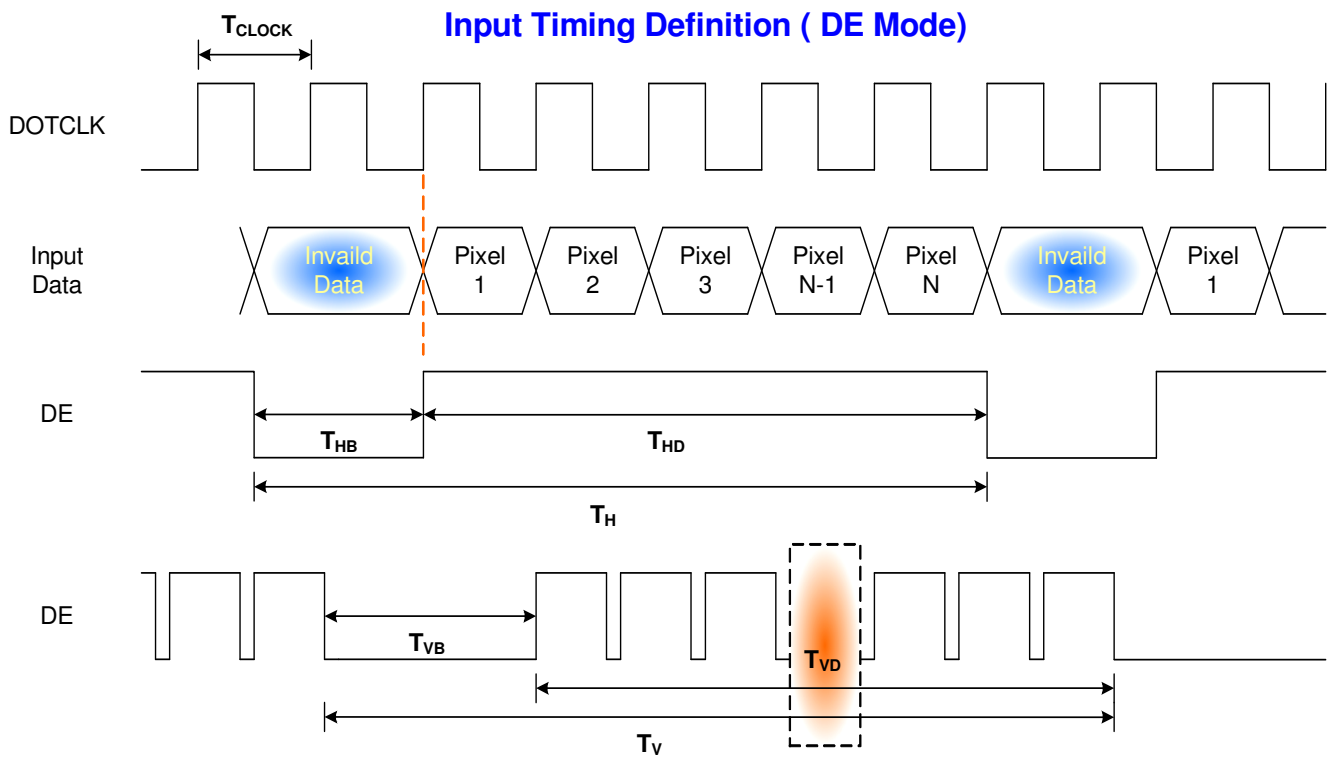 Input Timing Definition ( DE Mode)
TCLOCK
DOTCLK
Input
Data
Invaild
Data
Pixel
1
Pixel
2
Pixel
3
Pixel
N-1
Pixel
N
Invaild
Data
Pixel
1
DE
THB
THD
TH
DE
TVB
TVD
TV